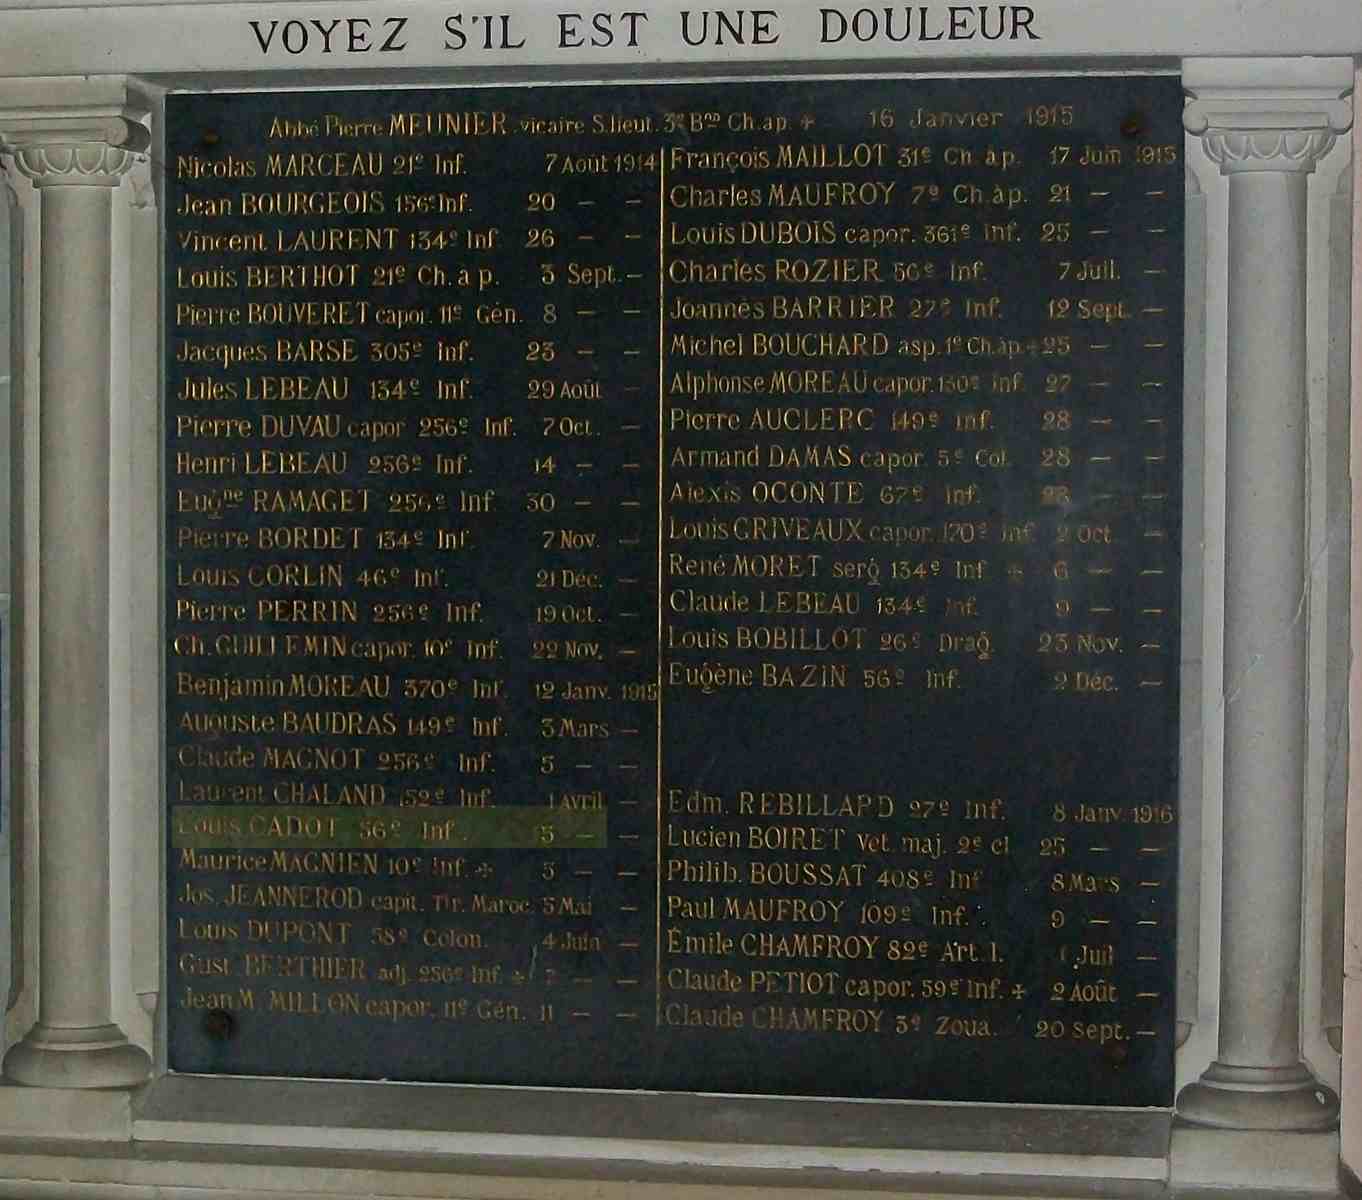 VOYEZ S'IL EST UNE DOULEUR
Abbé Pierre MEUNIER vicaire S.lieut. 3e Bon Ch.ap. + 16 Janvier 1915
Nicolas MARCEAU 21e Inf. 7 Août 1914
Jean BOURGEOIS 156e Inf. 20 – –
Vincent LAURENT 134e Inf 26 – –
Louis BERTHOT 21e Ch. à p. 3 Sept. –
Pierre BOUVERET capor. 11e Gén. 8 – –
Jacques BARSE 305e Inf. 23 – –
Jules LEBEAU 134e Inf. 29 Août –
Pierre DUVAU capor 256e Inf. 7 Oct. –
Henri LEBEAU 256e Inf. 14 – –
Eugne RAMAGET 256e Inf 30 – –
Pierre BORDET 134e Inf. 7 Nov. –
Louis CORLIN 46e Inf. 21 Déc. –
Pierre PERRIN 256e Inf. 19 Oct. –
Ch. GUILLEMIN capor. 10e Inf. 22 Nov. –
Benjamin MOREAU 370e Inf. 12 Janv. 1915
Auguste BAUDRAS 149e Inf. 3 Mars –
Claude MAGNOT 256e Inf. 5 – –
Laurent CHALAND 152e Inf. 1 Avril –
Louis CADOT 56e Inf. 5 – –
Maurice MAGNIEN 10e Inf. + 5 – –
Jos. JEANNEROD capit. Tir. Maroc. 5 Mai –
Louis DUPONT 58e Colon. 4 Juin –
Gust. BERTHIER adj. 256e Inf. + 7 – –
Jean M. MILLON capor. 11e Gén. 11 – –
François MAILLOT 31e Ch. à p. 17 Juin 1915
Charles MAUFROY 7e Ch. à p. 21 – –
Louis DUBOIS capor. 361e Inf. 25 – –
Charles ROZIER 56e Inf. 7 Juil. –
Joannès BARRIER 27e Inf. 12 Sept. –
Michel BOUCHARD asp. 1e Ch. àp. + 25 – –
Alphonse MOREAU capor. 130e Inf. 27 – –
Pierre AUCLERC 149e Inf. 28 – –
Armand DAMAS capor. 5e Col. 28 – –
Alexis OCONTE 67e Inf. 28 – –
Louis GRIVEAUX capor. 170e Inf 2 Oct –
René MORET serg 134e Inf + 6 – –
Claude LEBEAU 134e Inf. 9 – –
Louis BOBILLOT 26e Drag. 23 Nov. –
Eugène BAZIN 56e Inf. 2 Déc. –
Edm. REBILLARD 27e Inf. 8 Janv. 1916
Lucien BOIRET Vét. maj. 2e cl 25 – –
Philib. BOUSSAT 408e Inf 8 Mars –
Paul MAUFROY 109e Inf. 9 – –
Émile CHAMFROY 82e Art. l. 1 Juil –
Claude PETIOT capor. 59e Inf. + 2 Août –
Claude CHAMFROY 3e Zoua. 20 Sept. –